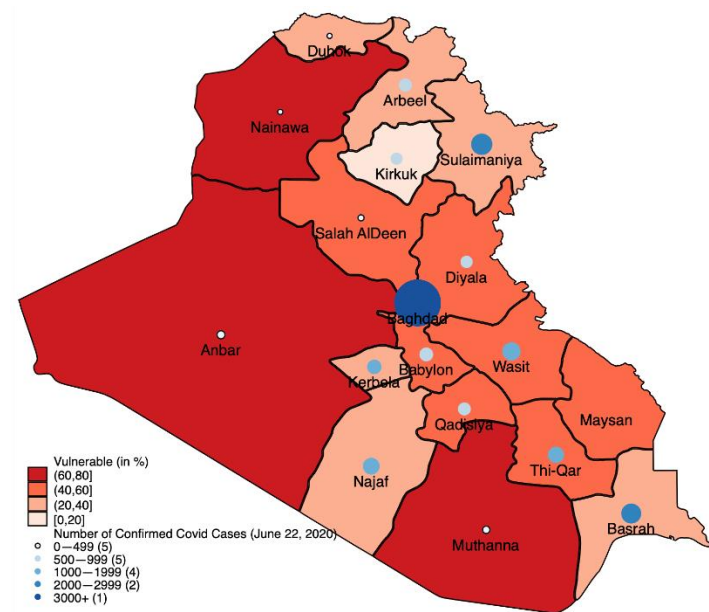 Duhok
Arbeel
Nainawa
Sulaimaniya
Kirkuk
Salah AlDeen
Diyala
Baghdad
Anbar
Kerbela
Babylon
Wasit
Qadisiya
Maysan
Najaf
Thi-Qar
Basrah
Muthanna
Vulnerable (in %)
(60,80]
(40,60]
(20,40]
[0,20]
Number of Confirmed Covid Cases (June 22, 2020)
0—499 (5)
500—999 (5)
1000—1999 (4)
2000—2999 (2)
3000+ (1)